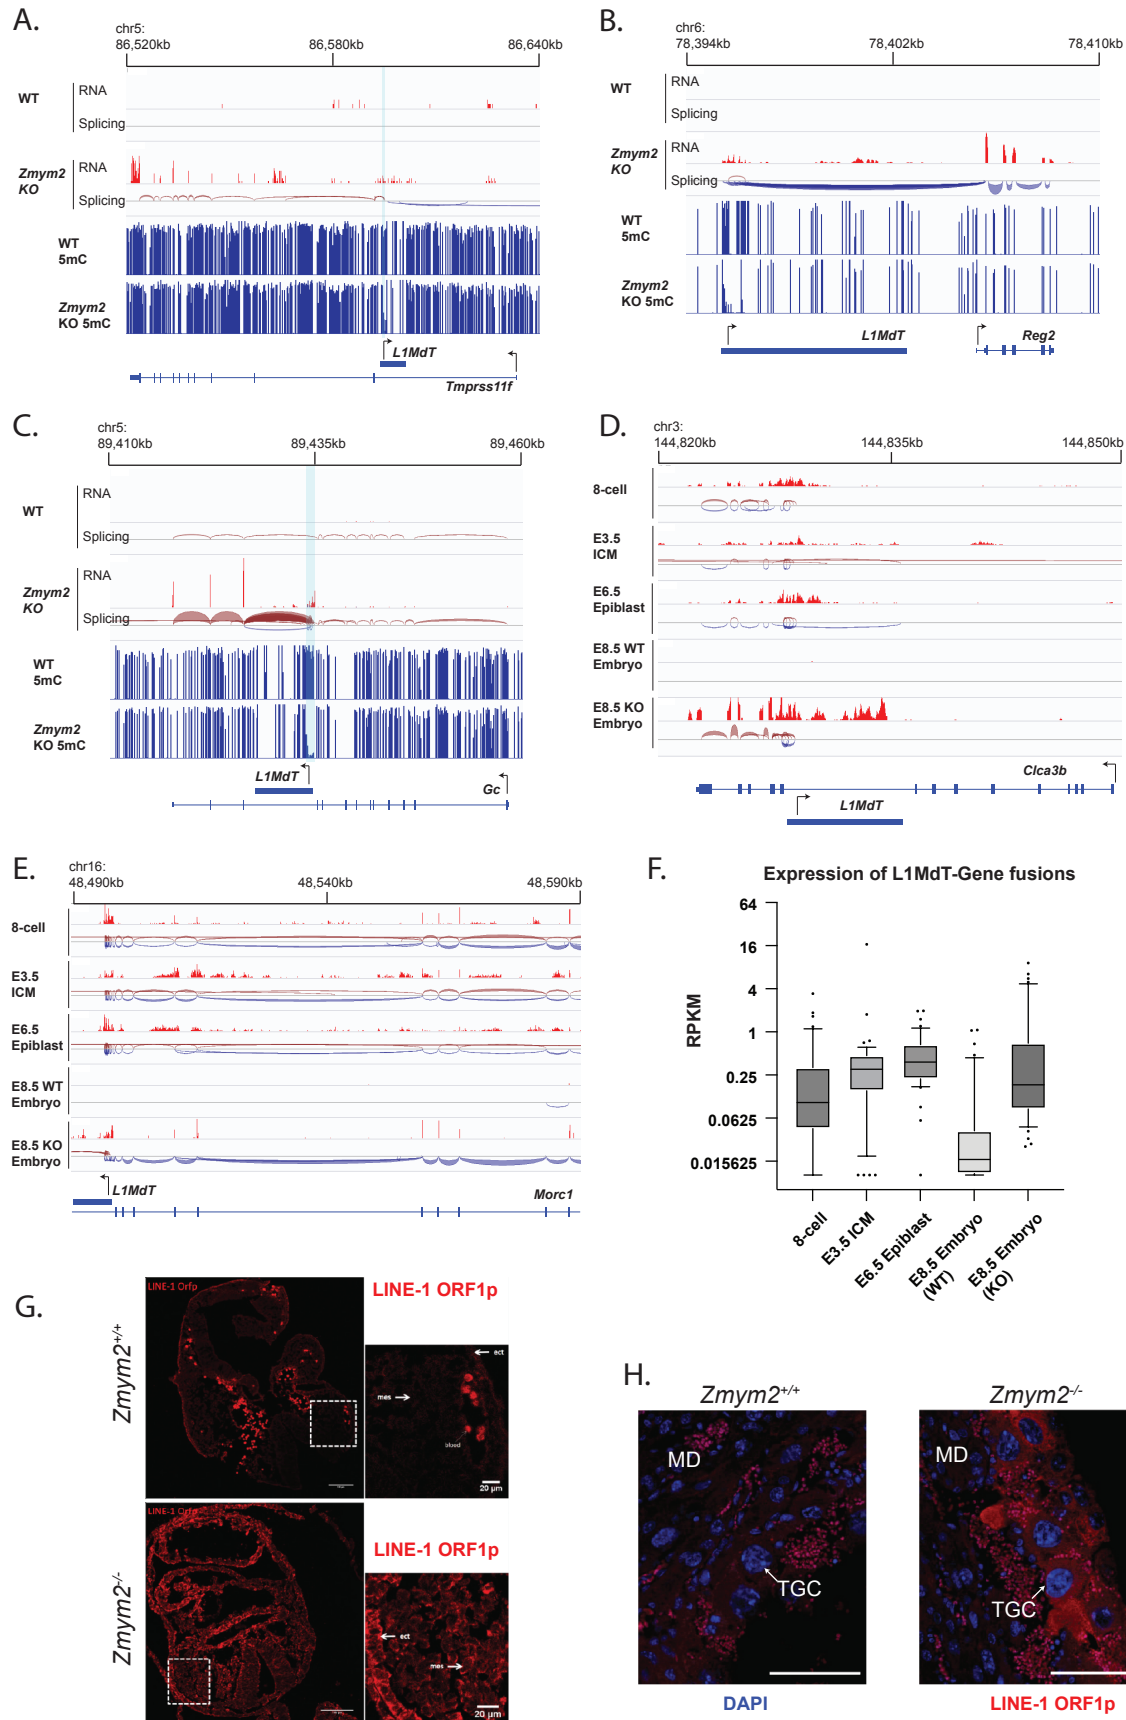 A.
chr5:
86,520kb 86,580kb 86,640kb
WT
RNA
Splicing
Zmym2
KO
RNA
Splicing
WT
5mC
Zmym2
KO 5mC
L1MdT
Tmprss11f
B.
chr6:
78,394kb 78,402kb 78,410kb
WT
RNA
Splicing
Zmym2
KO
RNA
Splicing
WT
5mC
Zmym2
KO 5mC
L1MdT
Reg2
C.
chr5:
89,410kb 89,435kb 89,460kb
WT
RNA
Splicing
Zmym2
KO
RNA
Splicing
WT
5mC
Zmym2
KO 5mC
L1MdT
Gc
D.
chr3:
144,820kb 144,835kb 144,850kb
8-cell
E3.5
ICM
E6.5
Epiblast
E8.5 WT
Embryo
E8.5 KO
Embryo
Clca3b
L1MdT
E.
chr16:
48,490kb 48,540kb 48,590kb
8-cell
E3.5
ICM
E6.5
Epiblast
E8.5 WT
Embryo
E8.5 KO
Embryo
L1MdT
Morc1
F.
Expression of L1MdT-Gene fusions
RPKM
64
16
4
1
0.25
0.0625
0.015625
8-cell
E3.5 ICM
E6.5 Epiblast
E8.5 Embryo
(WT)
E8.5 Embryo
(KO)
G.
Zmym2+/+
LINE-1 Orfp
LINE-1 ORF1p
ect
mes
blood
20 µm
Zmym2-/-
LINE-1 Orfp
LINE-1 ORF1p
ect
mes
20 µm
H.
Zmym2+/+
MD
TGC
DAPI
Zmym2-/-
MD
TGC
LINE-1 ORF1p